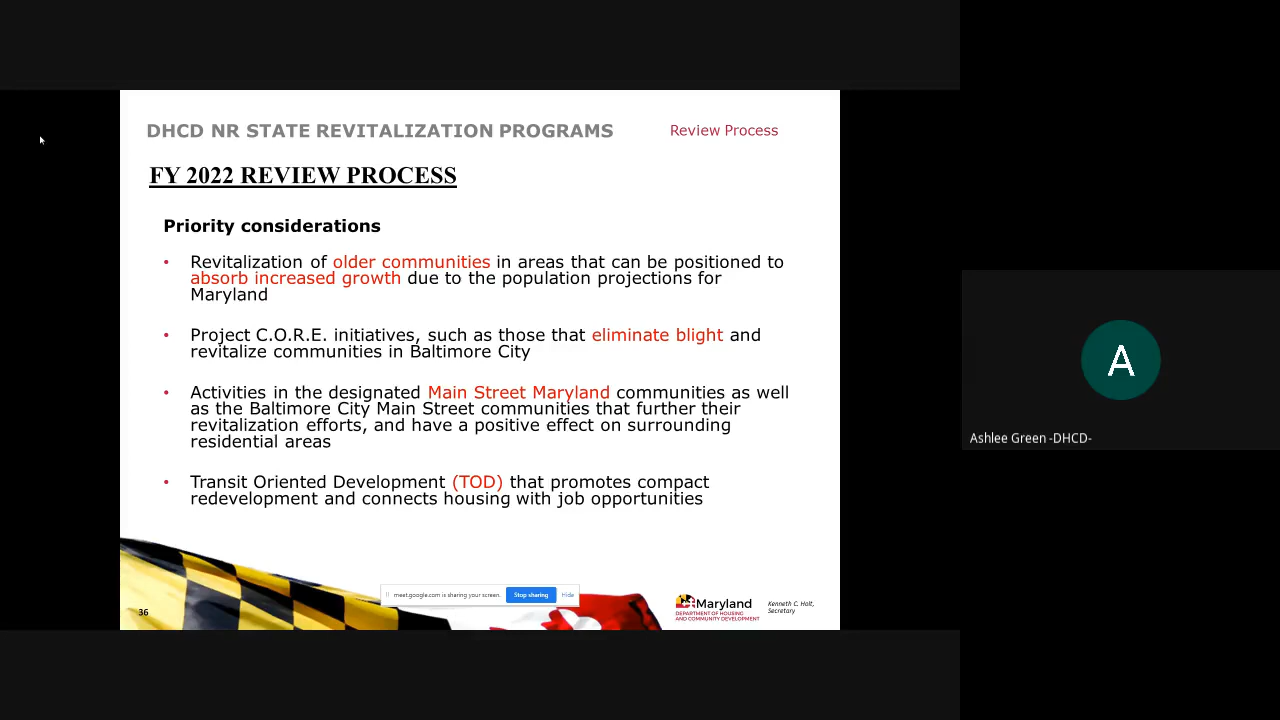 DHCD NR STATE REVITALIZATION PROGRAMS
Review Process
FY 2022 REVIEW PROCESS
Priority considerations
• Revitalization of older communities in areas that can be positioned to
absorb increased growth due to the population projections for
Maryland
• Project C.O.R.E. initiatives, such as those that eliminate blight and
revitalize communities in Baltimore City
• Activities in the designated Main Street Maryland communities as well
as the Baltimore City Main Street communities that further their
revitalization efforts, and have a positive effect on surrounding
residential areas
• Transit Oriented Development (TOD) that promotes compact
redevelopment and connects housing with job opportunities
A
Ashlee Green -DHCD-
meet.google.com is sharing your screen.
Stop sharing
Hide
36
Maryland
DEPARTMENT OF HOUSING
AND COMMUNITY DEVELOPMENT
Kenneth C. Holt,
Secretary